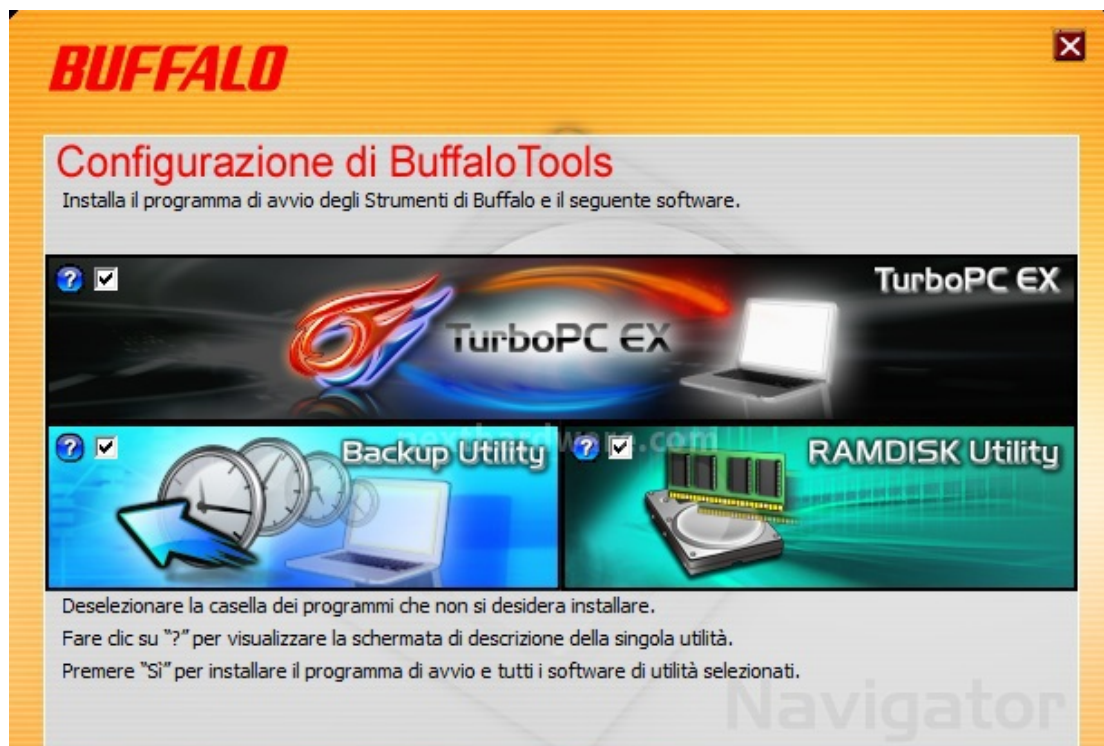 BUFFALO
Configurazione di BuffaloTools
Installa il programma di avvio degli Strumenti di Buffalo e il seguente software.
? TurboPC EX
TurboPC EX
? Backup Utility
? RAMDISK Utility
nexthardware.com
Deselezionare la casella dei programmi che non si desidera installare.
Fare clic su "?" per visualizzare la schermata di descrizione della singola utilità.
Premere "Sì" per installare il programma di avvio e tutti i software di utilità selezionati.
Navigator